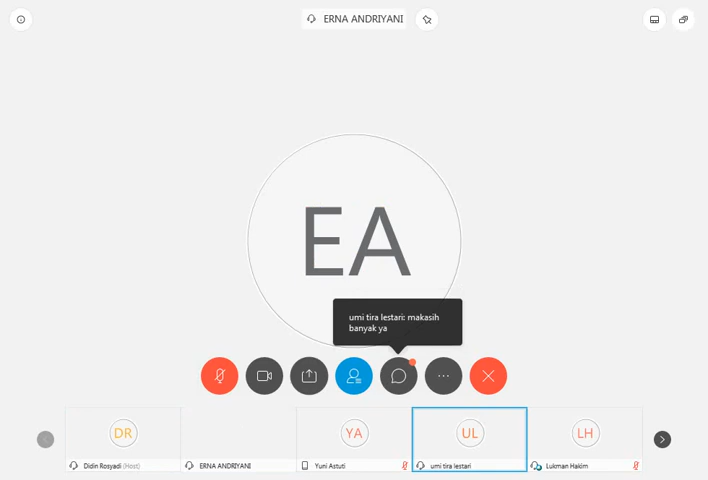 ERNA ANDRIYANI
EA
umi tira lestari: makasih
banyak ya
DR
YA
UL
LH
Didin Rosyadi (Host)
ERNA ANDRIYANI
Yuni Astuti
umi tira lestari
Lukman Hakim